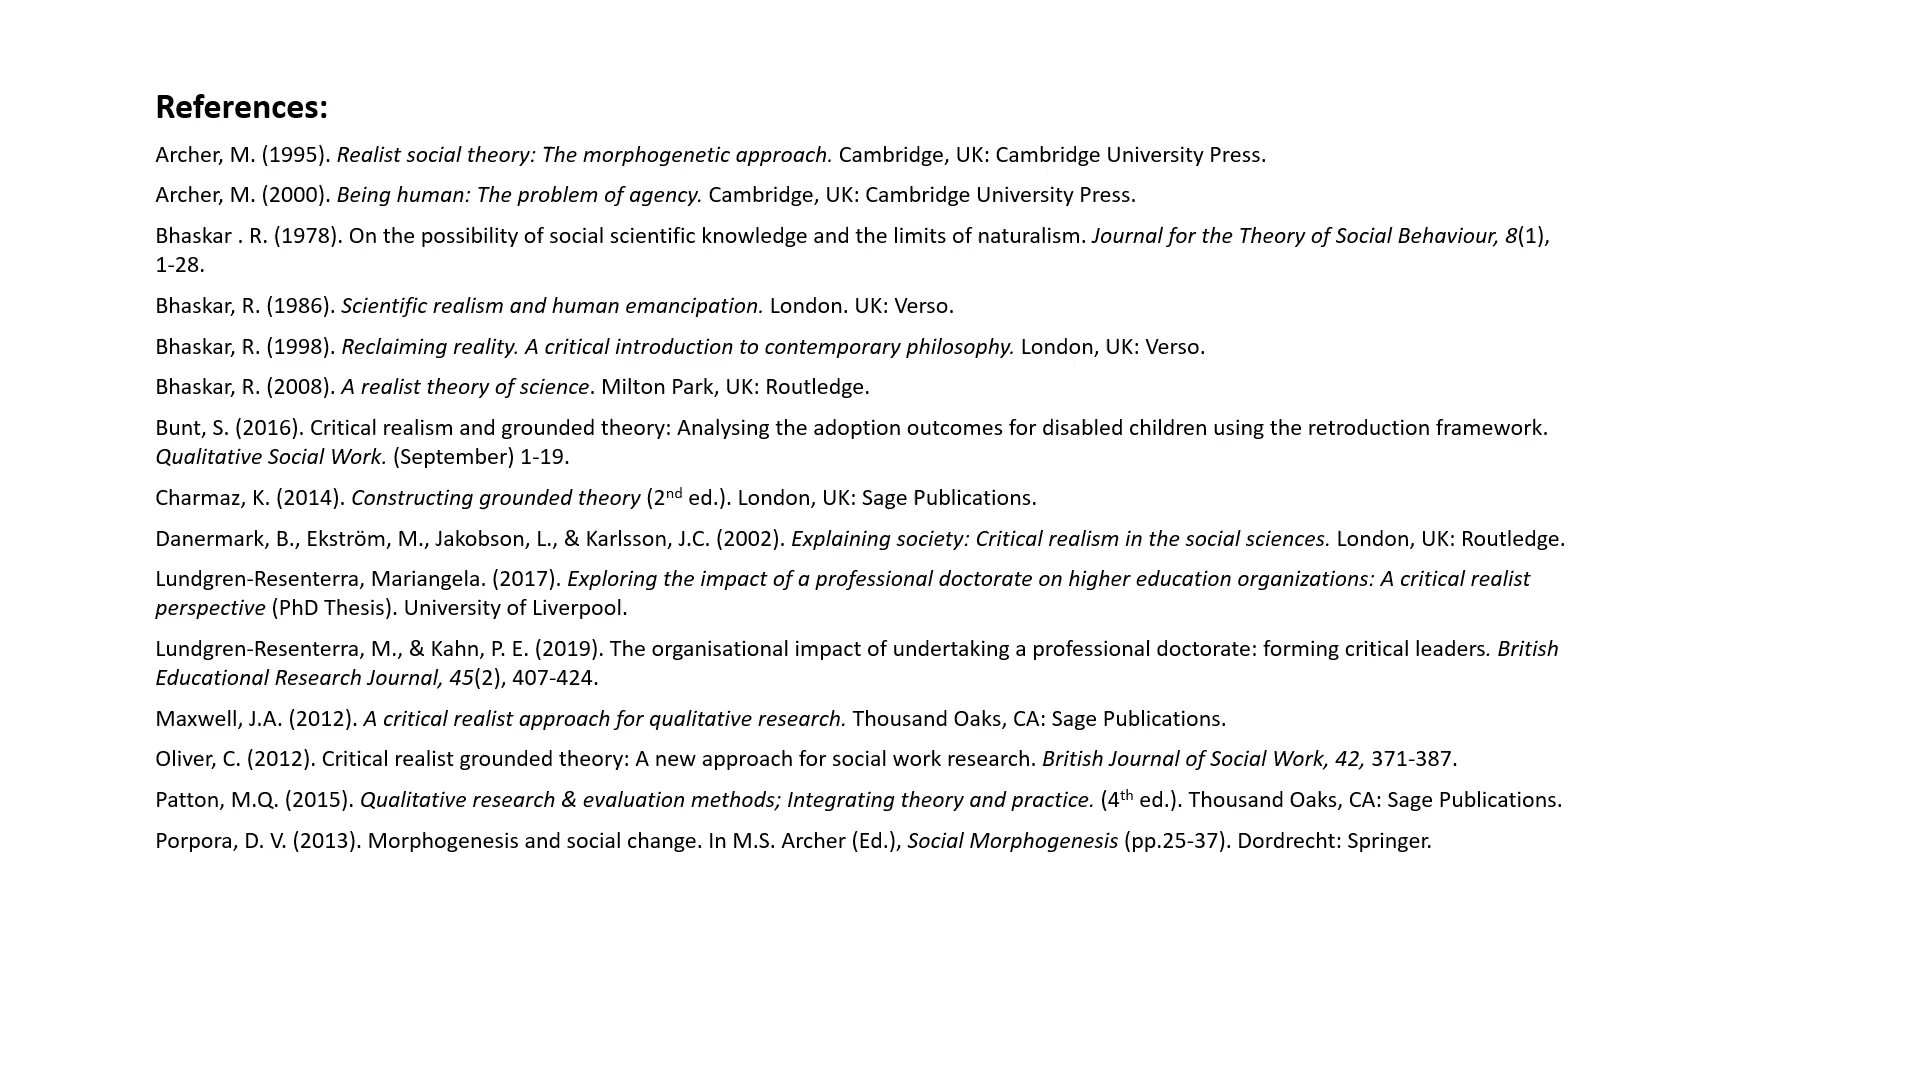 References:
Archer, M. (1995). Realist social theory: The morphogenetic approach. Cambridge, UK: Cambridge University Press.
Archer, M. (2000). Being human: The problem of agency. Cambridge, UK: Cambridge University Press.
Bhaskar . R. (1978). On the possibility of social scientific knowledge and the limits of naturalism. Journal for the Theory of Social Behaviour, 8(1),
1-28.
Bhaskar, R. (1986). Scientific realism and human emancipation. London. UK: Verso.
Bhaskar, R. (1998). Reclaiming reality. A critical introduction to contemporary philosophy. London, UK: Verso.
Bhaskar, R. (2008). A realist theory of science. Milton Park, UK: Routledge.
Bunt, S. (2016). Critical realism and grounded theory: Analysing the adoption outcomes for disabled children using the retroduction framework.
Qualitative Social Work. (September) 1-19.
Charmaz, K. (2014). Constructing grounded theory (2nd ed.). London, UK: Sage Publications.
Danermark, B., Ekström, M., Jakobson, L., & Karlsson, J.C. (2002). Explaining society: Critical realism in the social sciences. London, UK: Routledge.
Lundgren-Resenterra, Mariangela. (2017). Exploring the impact of a professional doctorate on higher education organizations: A critical realist
perspective (PhD Thesis). University of Liverpool.
Lundgren-Resenterra, M., & Kahn, P. E. (2019). The organisational impact of undertaking a professional doctorate: forming critical leaders. British
Educational Research Journal, 45(2), 407-424.
Maxwell, J.A. (2012). A critical realist approach for qualitative research. Thousand Oaks, CA: Sage Publications.
Oliver, C. (2012). Critical realist grounded theory: A new approach for social work research. British Journal of Social Work, 42, 371-387.
Patton, M.Q. (2015). Qualitative research & evaluation methods; Integrating theory and practice. (4th ed.). Thousand Oaks, CA: Sage Publications.
Porpora, D. V. (2013). Morphogenesis and social change. In M.S. Archer (Ed.), Social Morphogenesis (pp.25-37). Dordrecht: Springer.